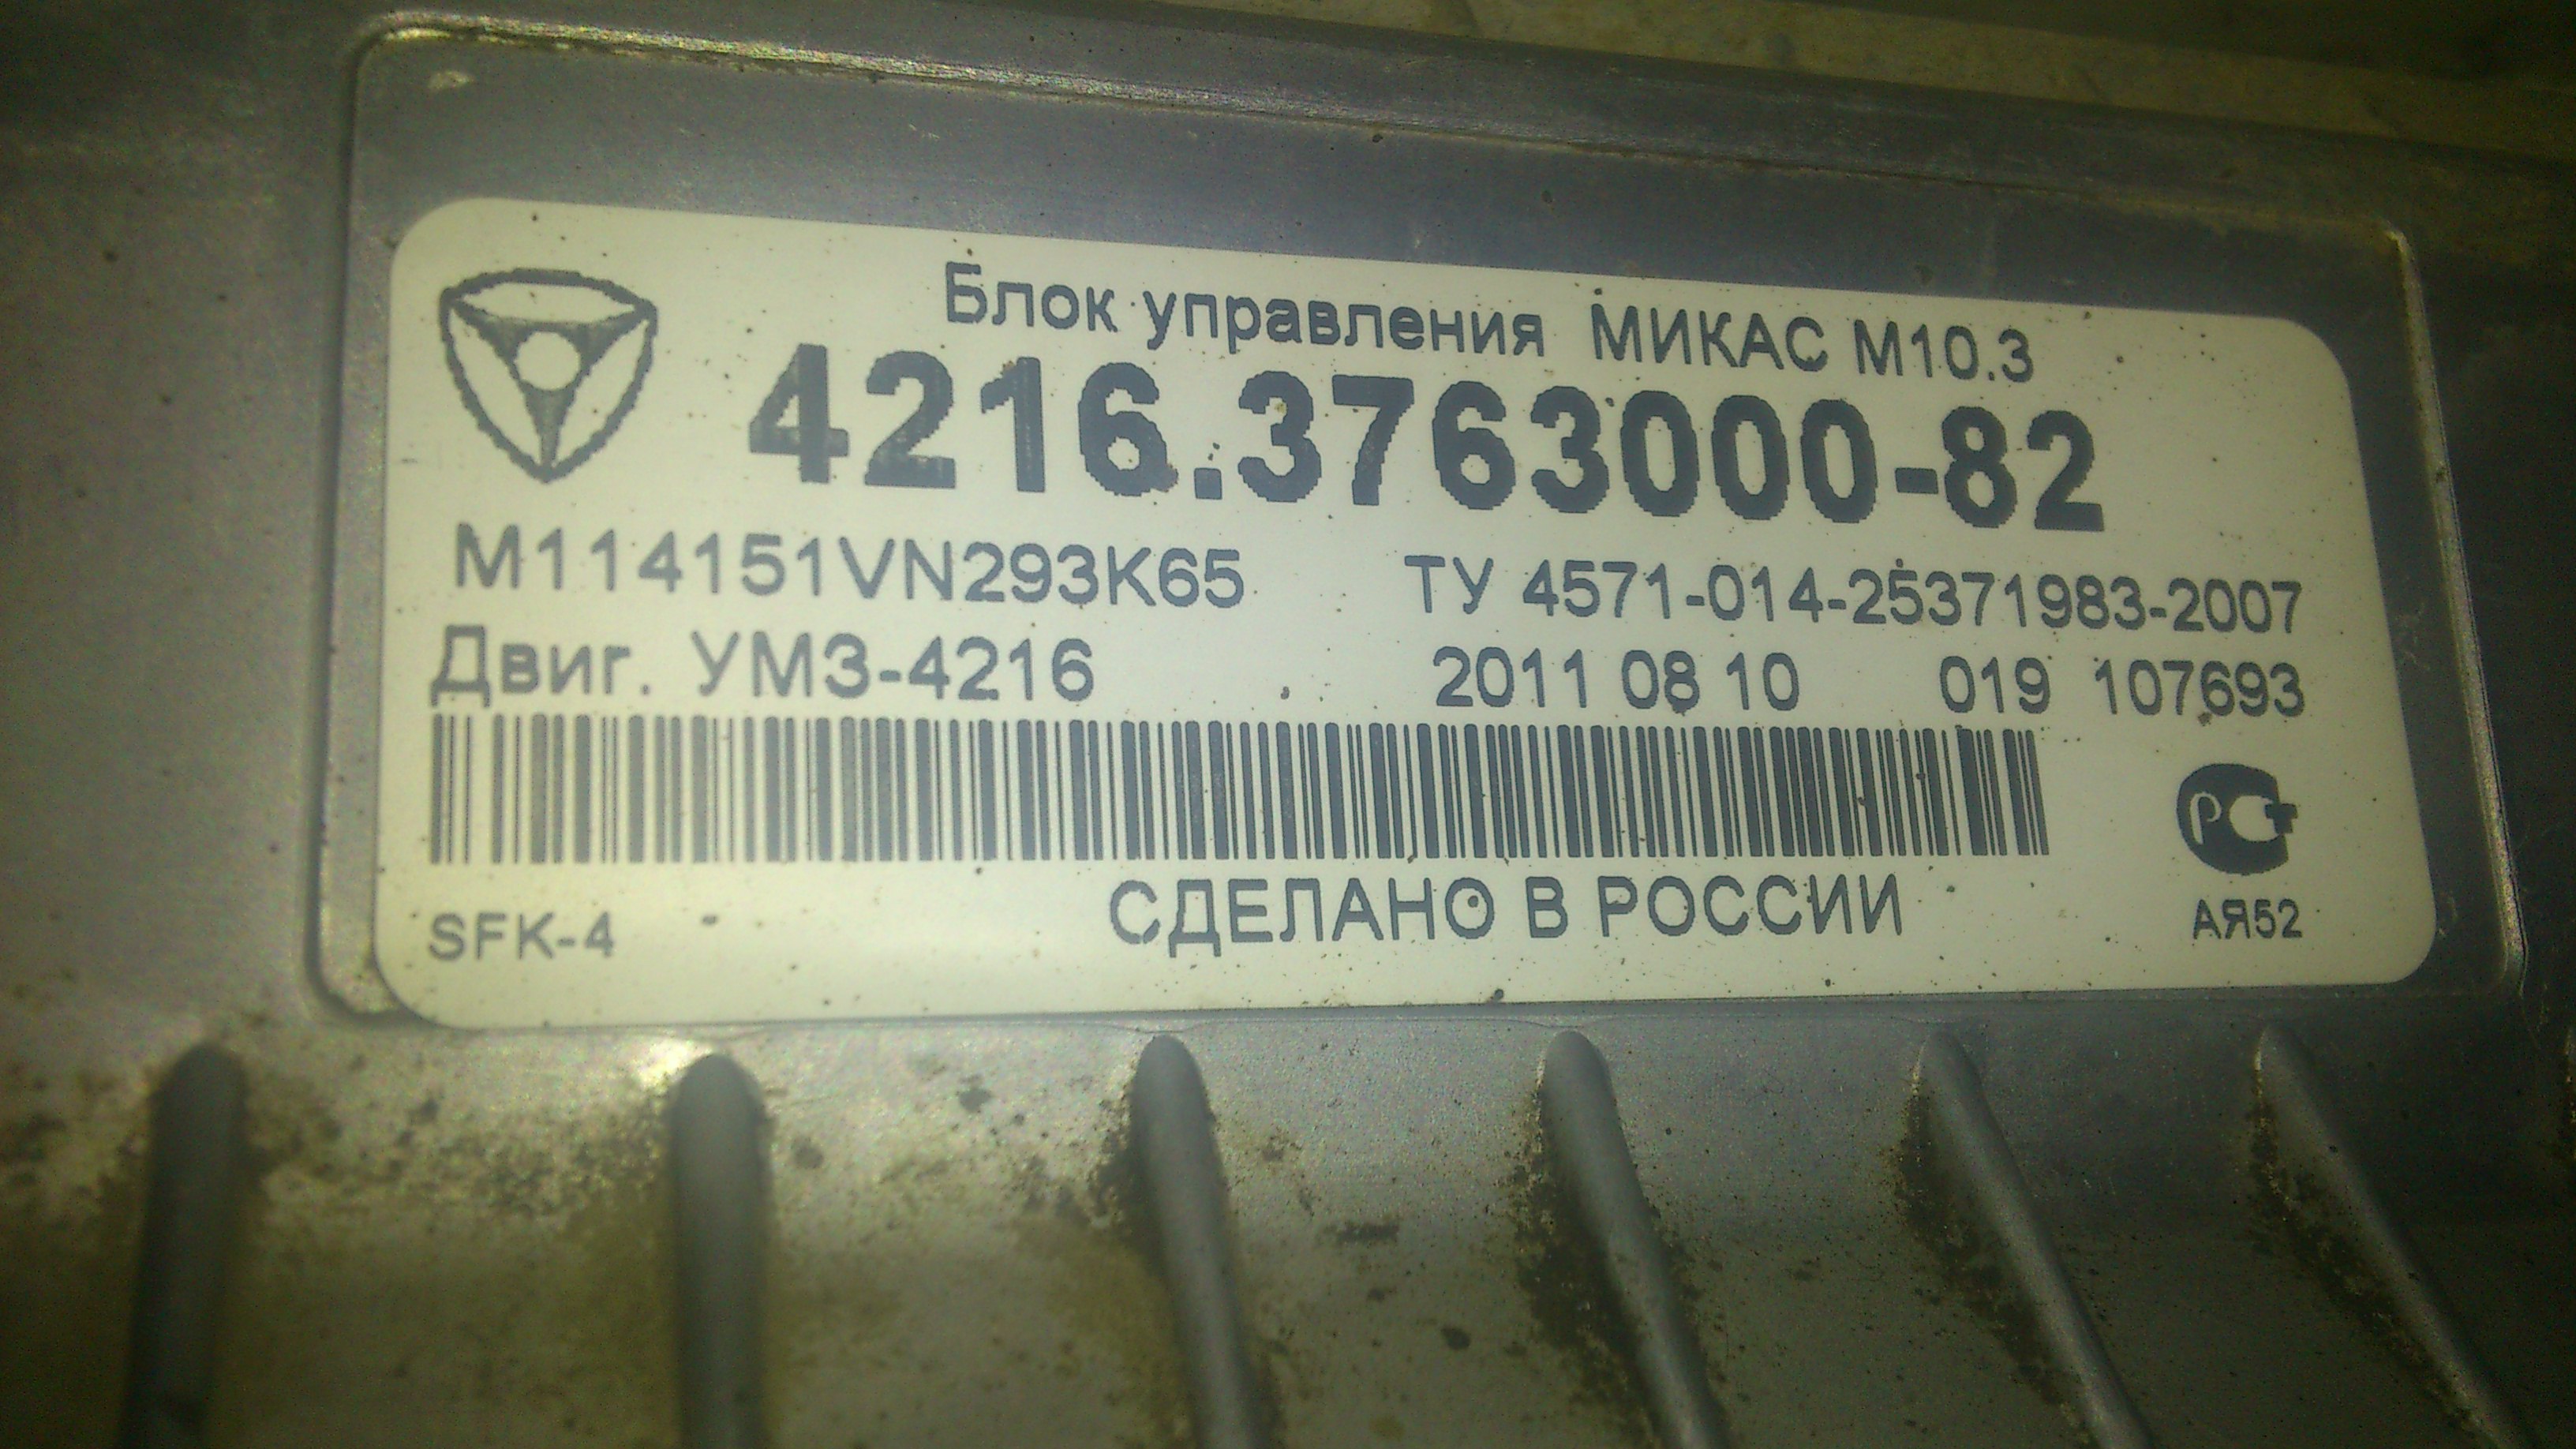 Блок управления МИКАС М10.3
4216.3763000-82
M114151VN293K65 ТУ 4571-014-25371983-2007
Двиг. УМЗ-4216 2011 08 10 019 107693
РСТ
SFK-4 СДЕЛАНО В РОССИИ АЯ52